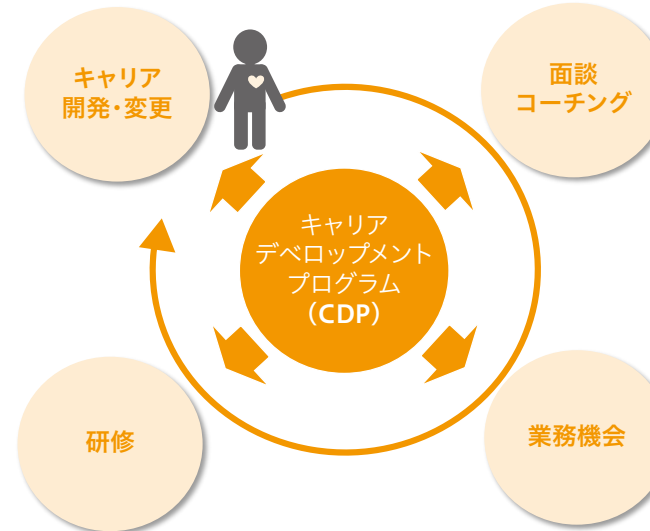 キャリア
開発・変更
面談
コーチング
キャリア
デベロップメント
プログラム
（CDP）
研修
業務機会